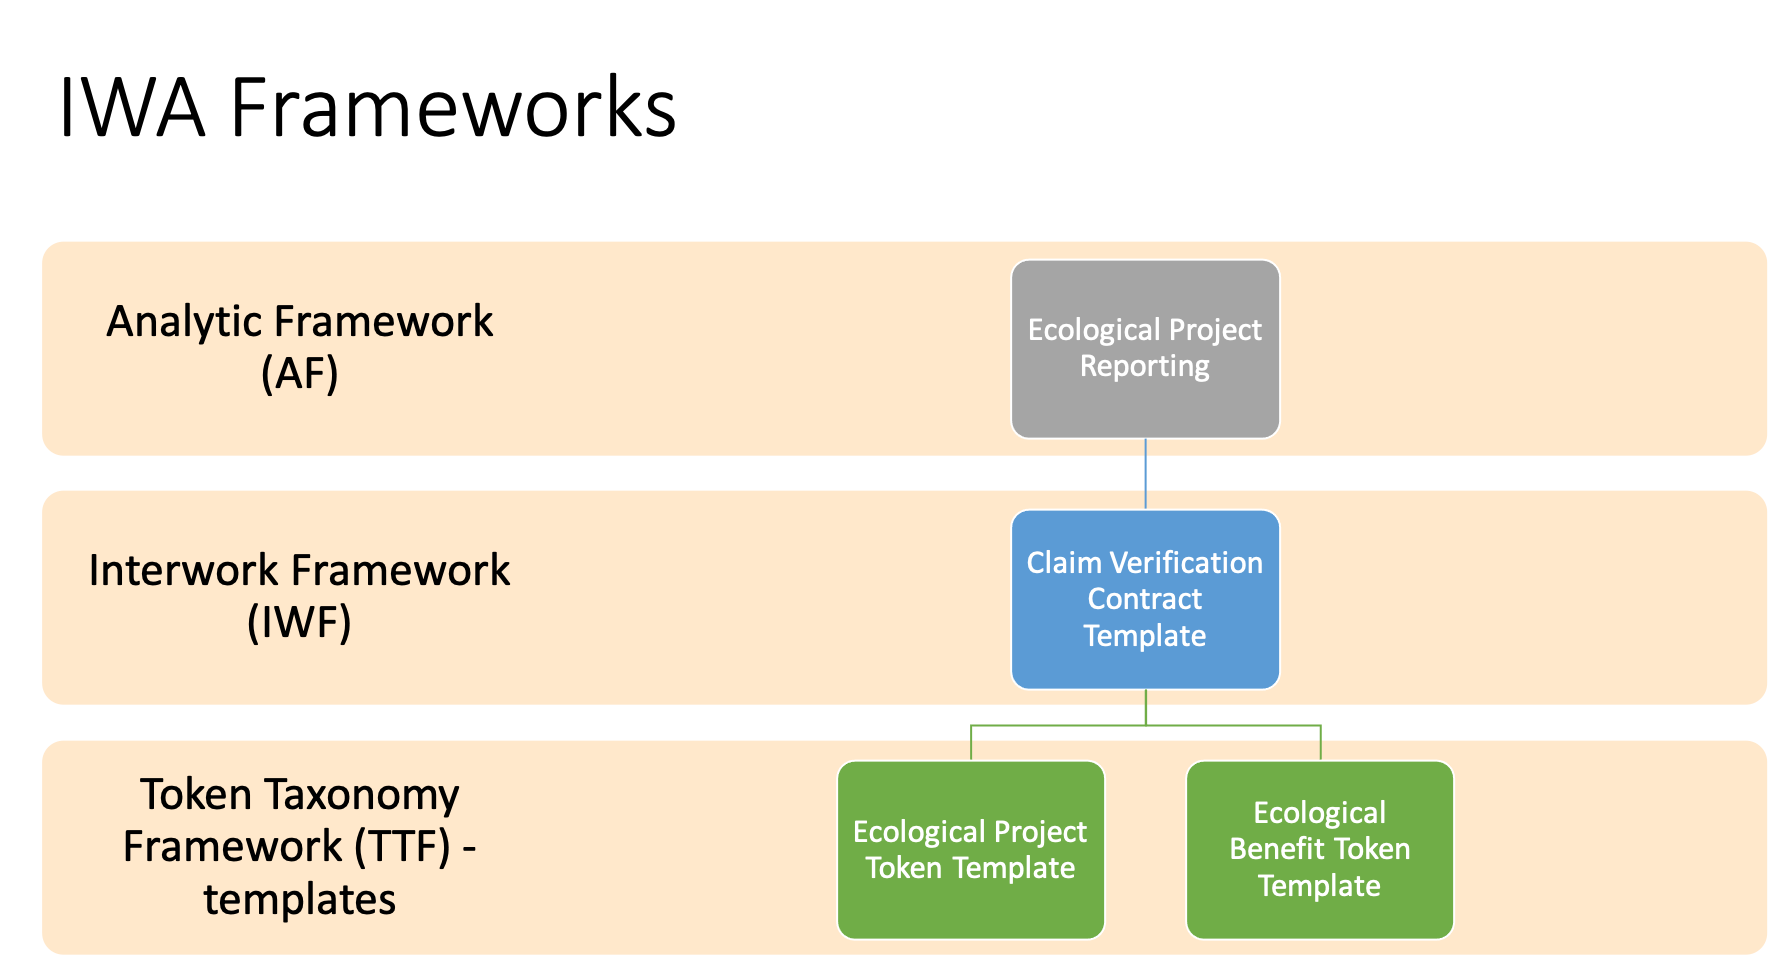 IWA Frameworks
Analytic Framework
(AF)
Ecological Project
Reporting
Interwork Framework
(IWF)
Claim Verification
Contract
Template
Token Taxonomy
Framework (TTF) -
templates
Ecological Project
Token Template
Ecological
Benefit Token
Template